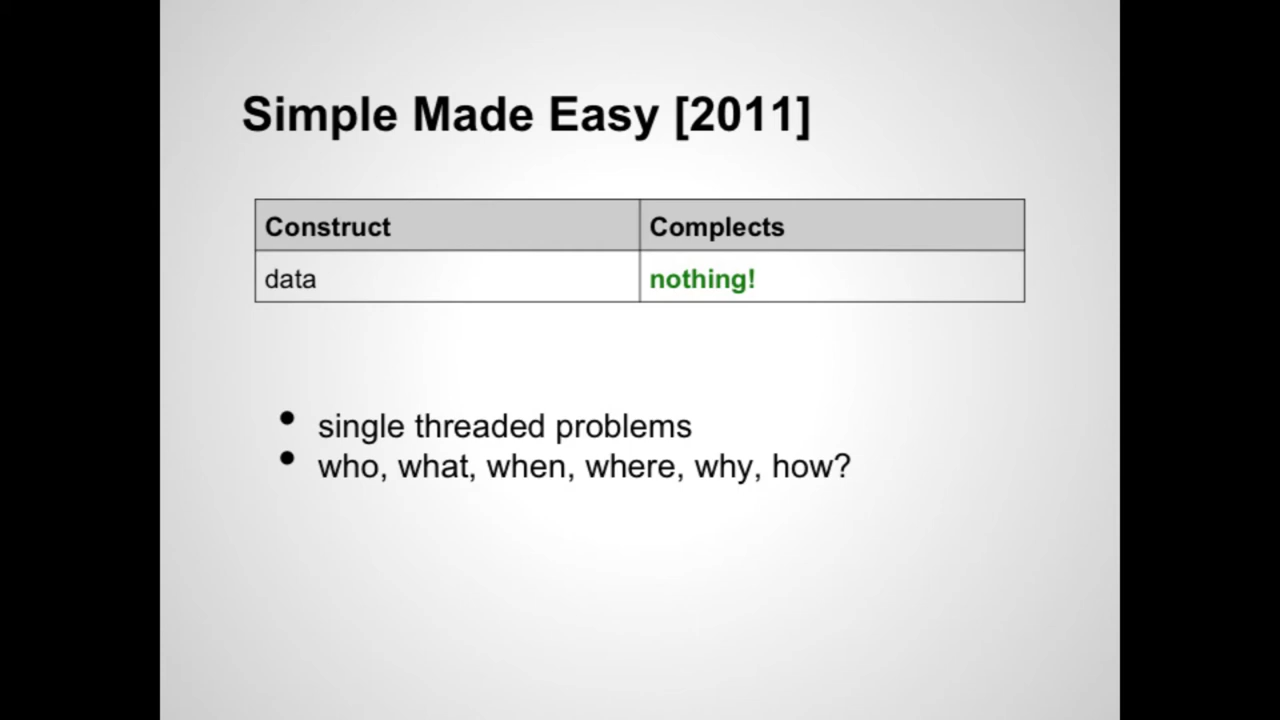 Simple Made Easy [2011]
Construct Complects
data nothing!
• single threaded problems
• who, what, when, where, why, how?